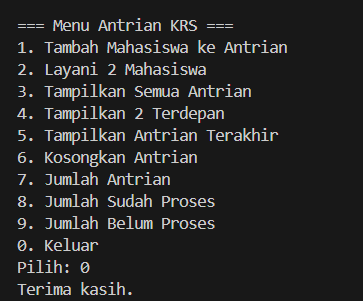 === Menu Antrian KRS ===
1. Tambah Mahasiswa ke Antrian
2. Layani 2 Mahasiswa
3. Tampilkan Semua Antrian
4. Tampilkan 2 Terdepan
5. Tampilkan Antrian Terakhir
6. Kosongkan Antrian
7. Jumlah Antrian
8. Jumlah Sudah Proses
9. Jumlah Belum Proses
0. Keluar
Pilih: 0
Terima kasih.